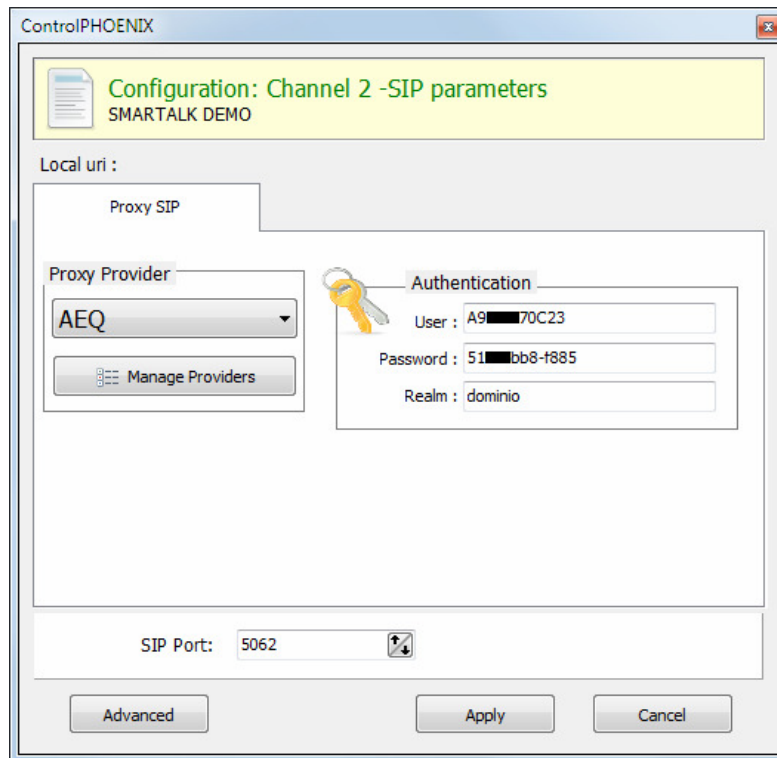 ControlPHOENIX
Configuration: Channel 2 -SIP parameters
SMARTALK DEMO
Local uri :
Proxy SIP
Proxy Provider
AEQ
Manage Providers
Authentication
User : A9 70C23
Password : 51 bb8-f885
Realm : dominio
SIP Port: 5062
Advanced
Apply
Cancel